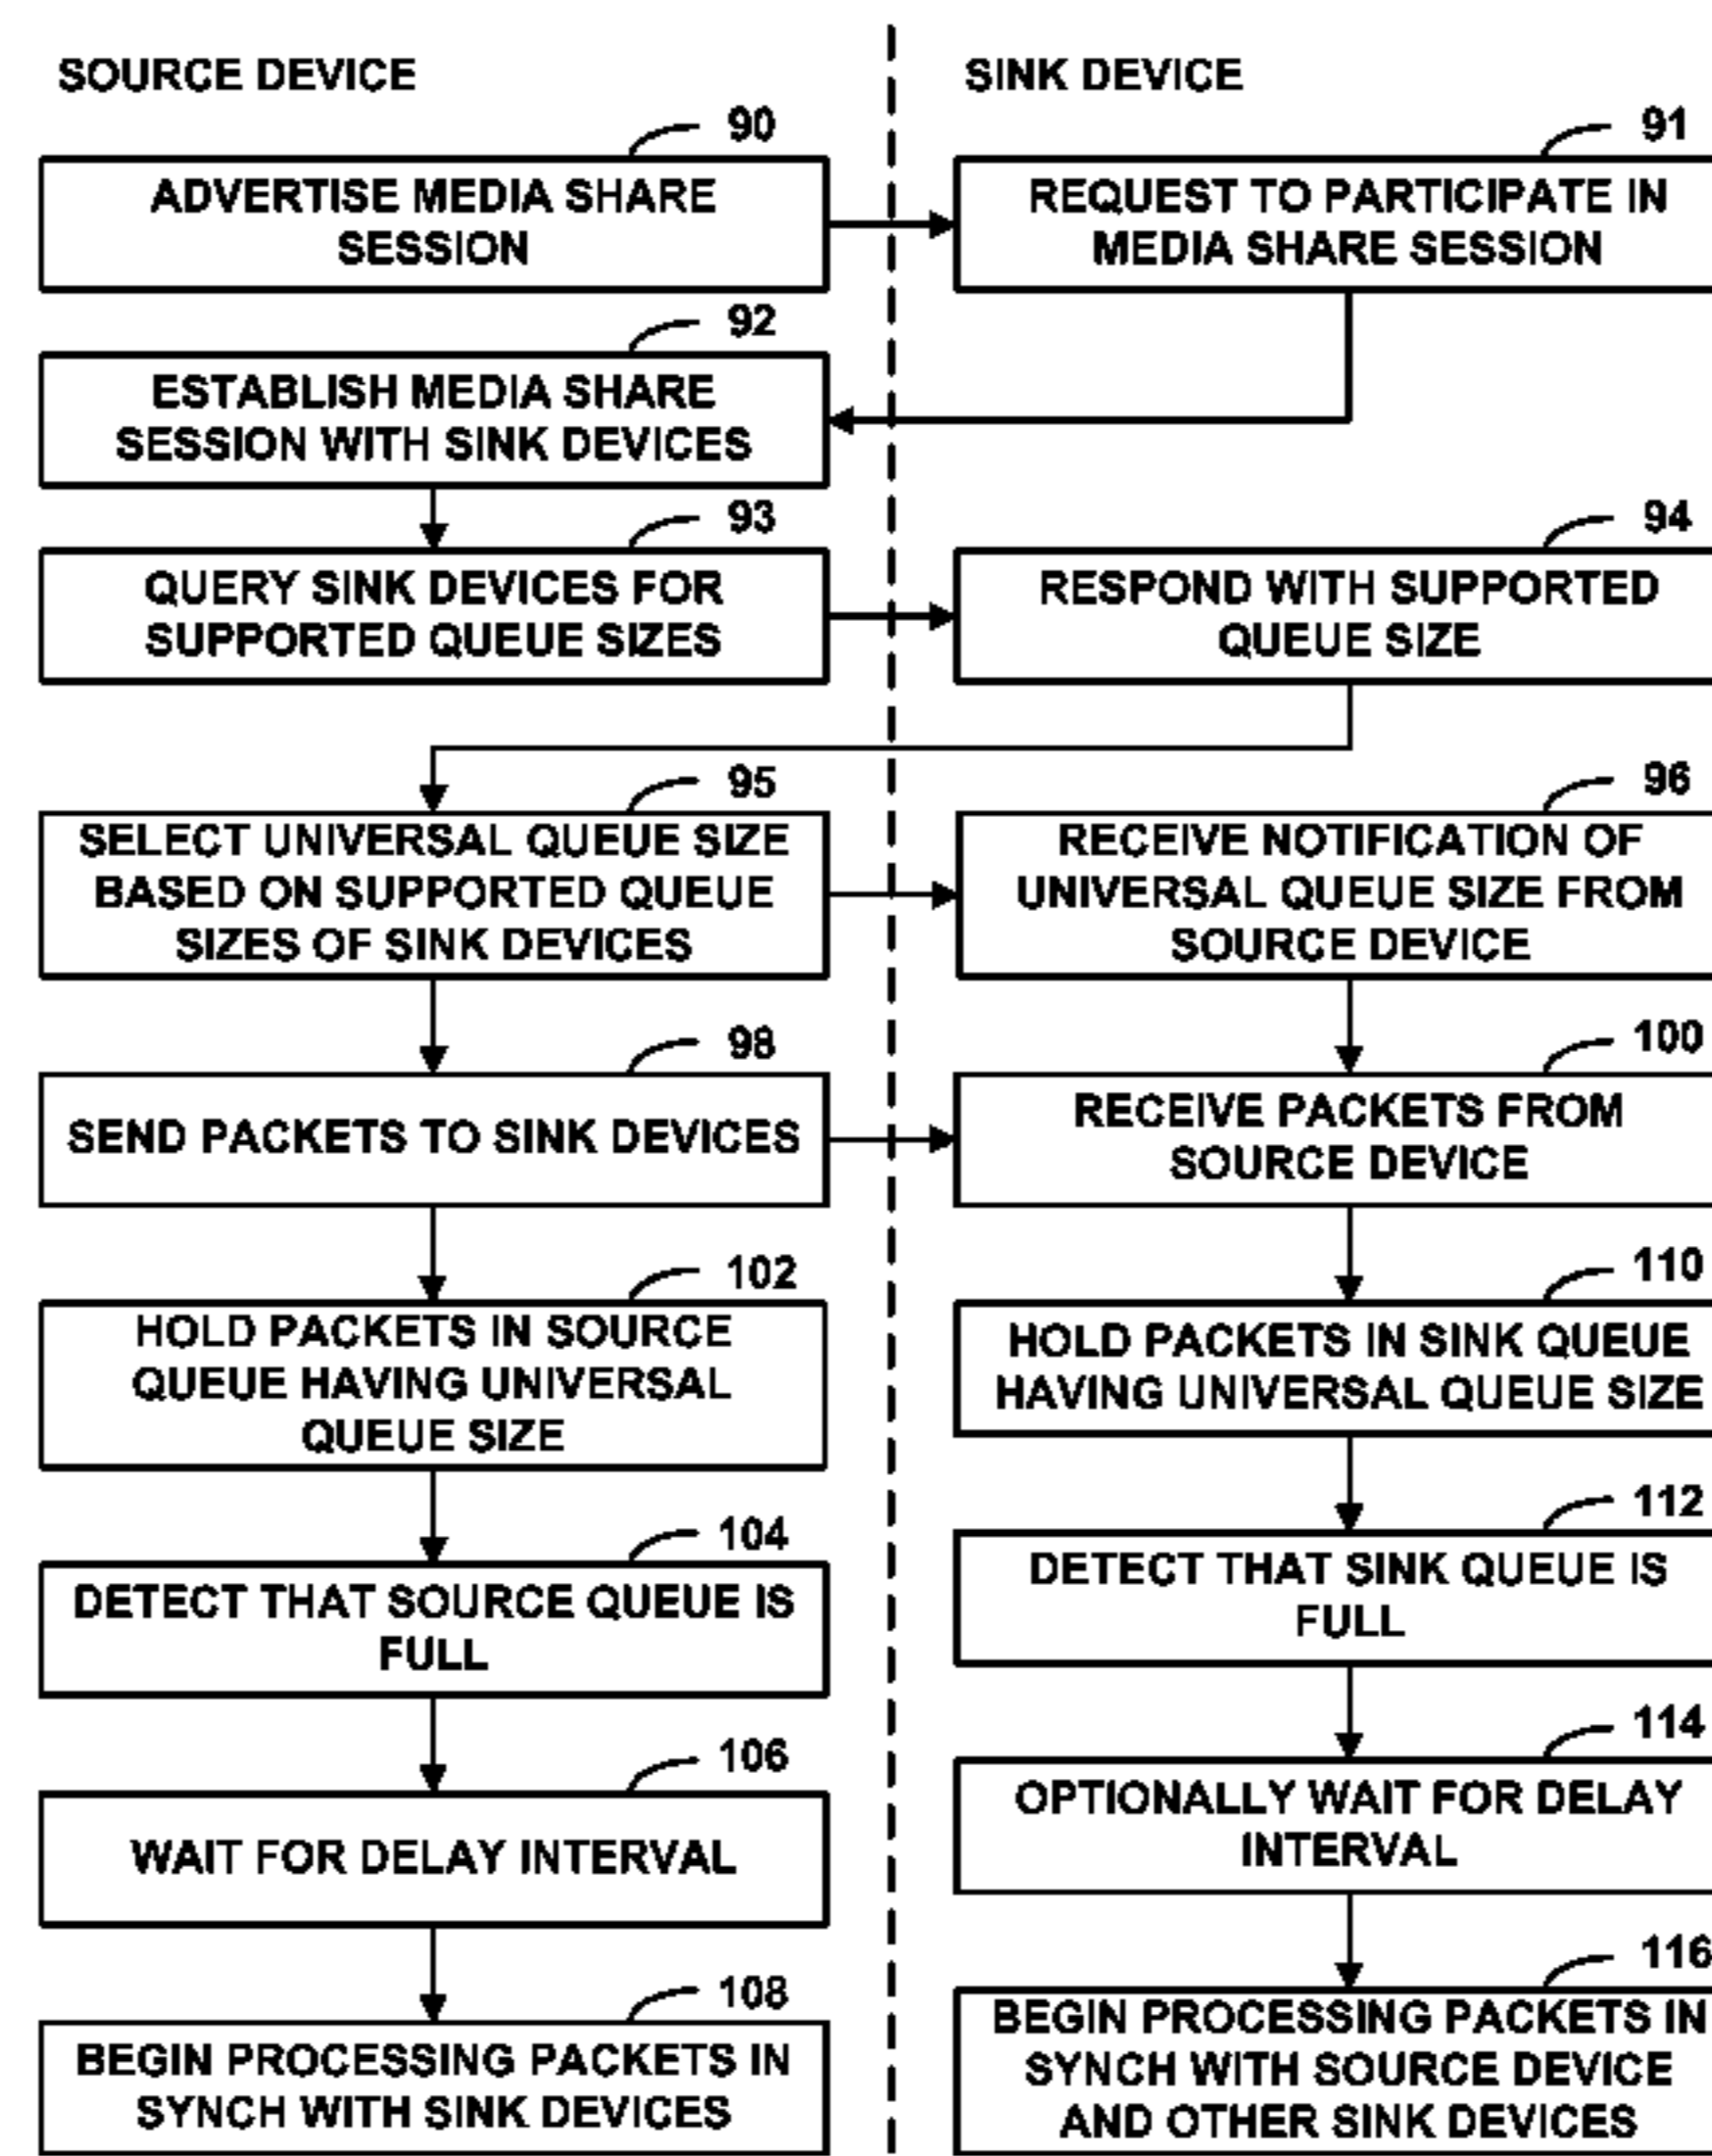 SOURCE DEVICE
SINK DEVICE
90
ADVERTISE MEDIA SHARE
SESSION
91
REQUEST TO PARTICIPATE IN
MEDIA SHARE SESSION
92
ESTABLISH MEDIA SHARE
SESSION WITH SINK DEVICES
93
QUERY SINK DEVICES FOR
SUPPORTED QUEUE SIZES
94
RESPOND WITH SUPPORTED
QUEUE SIZE
95
SELECT UNIVERSAL QUEUE SIZE
BASED ON SUPPORTED QUEUE
SIZES OF SINK DEVICES
96
RECEIVE NOTIFICATION OF
UNIVERSAL QUEUE SIZE FROM
SOURCE DEVICE
98
SEND PACKETS TO SINK DEVICES
100
RECEIVE PACKETS FROM
SOURCE DEVICE
102
HOLD PACKETS IN SOURCE
QUEUE HAVING UNIVERSAL
QUEUE SIZE
110
HOLD PACKETS IN SINK QUEUE
HAVING UNIVERSAL QUEUE SIZE
104
DETECT THAT SOURCE QUEUE IS
FULL
112
DETECT THAT SINK QUEUE IS
FULL
106
WAIT FOR DELAY INTERVAL
114
OPTIONALLY WAIT FOR DELAY
INTERVAL
108
BEGIN PROCESSING PACKETS IN
SYNCH WITH SINK DEVICES
116
BEGIN PROCESSING PACKETS IN
SYNCH WITH SOURCE DEVICE
AND OTHER SINK DEVICES